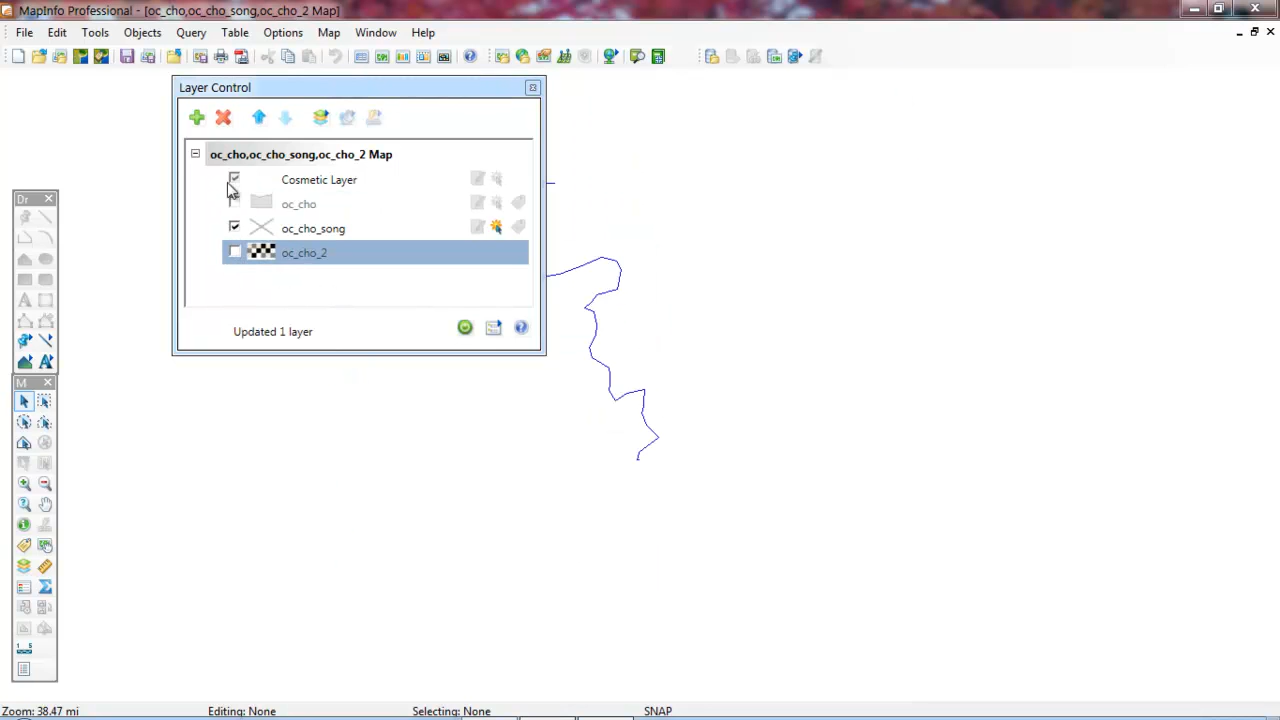 MapInfo Professional - [oc_cho,oc_cho_song,oc_cho_2 Map]
File Edit Tools Objects Query Table Options Map Window Help
Layer Control
oc_cho,oc_cho_song,oc_cho_2 Map
Cosmetic Layer
oc_cho
oc_cho_song
oc_cho_2
Updated 1 layer
Dr
M
Zoom: 38.47 mi Editing: None Selecting: None SNAP